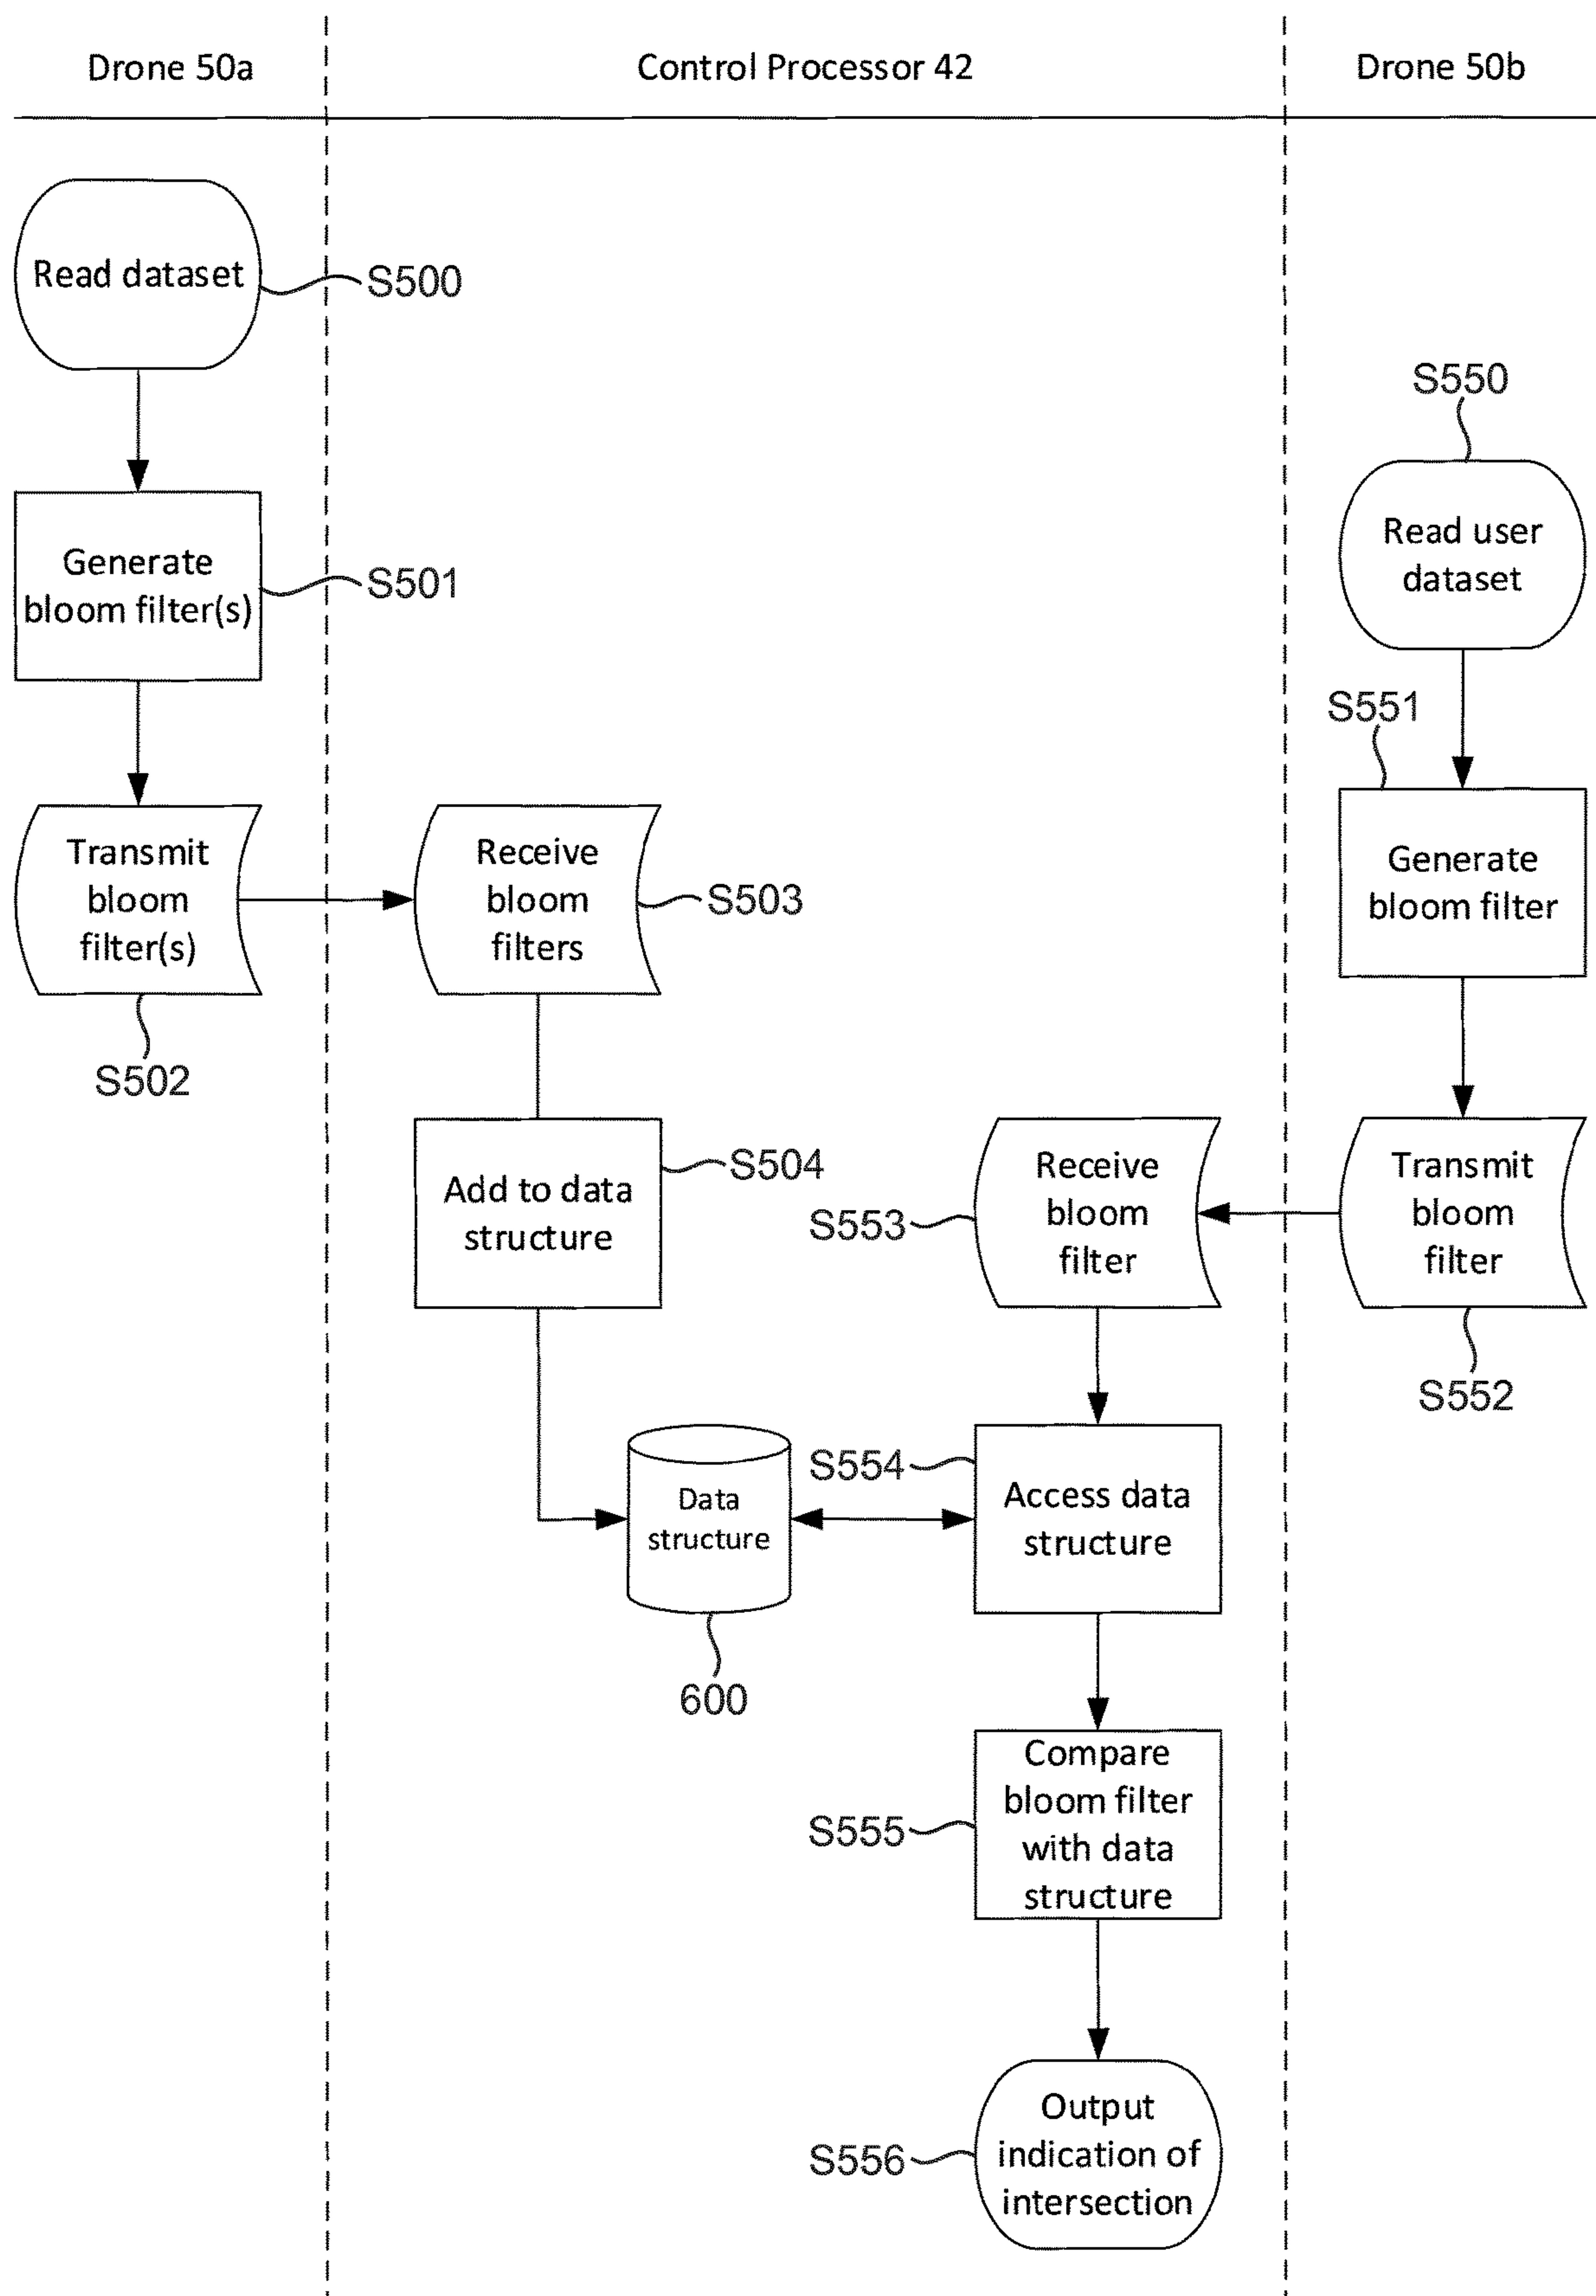 Drone 50a
Control Processor 42
Drone 50b
Read dataset
S500
S550
Read user
dataset
Generate
bloom filter(s)
S501
S551
Generate
bloom filter
Transmit
bloom
filter(s)
S502
Receive
bloom
filters
S503
Add to data
structure
S504
Receive
bloom
filter
S553
Transmit
bloom
filter
S552
Data
structure
600
S554
Access data
structure
Compare
bloom filter
with data
structure
S555
Output
indication of
intersection
S556